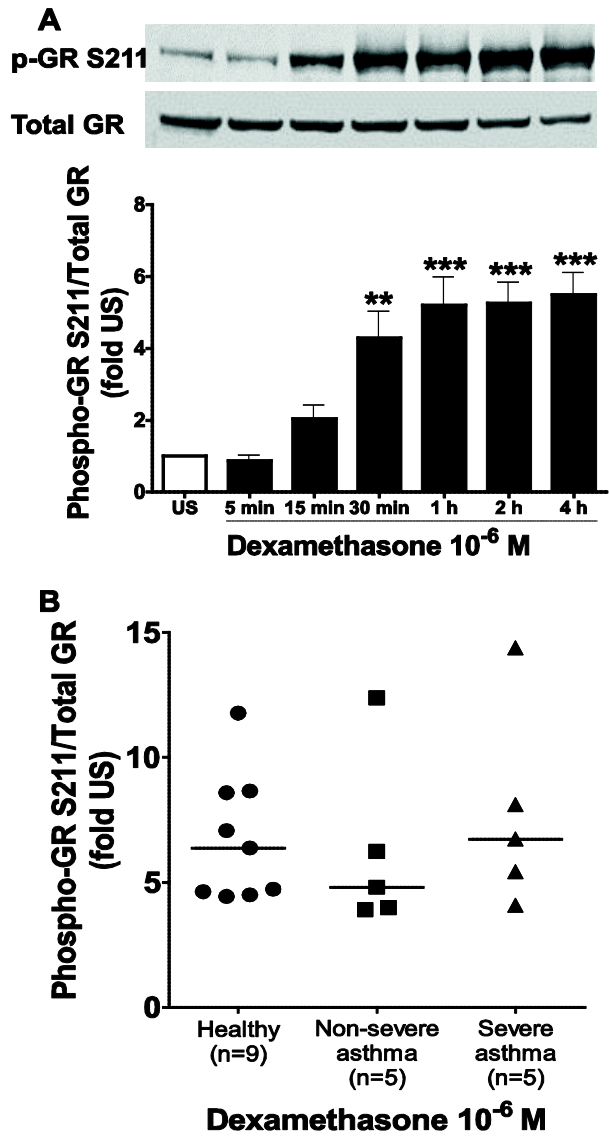 A
p-GR S211
Total GR
Phospho-GR S211/Total GR
(fold US)
8
6
4
2
0
** *** *** ***
US 5 min 15 min 30 min 1 h 2 h 4 h
Dexamethasone 10⁻⁶ M
B
Phospho-GR S211/Total GR
(fold US)
15
10
5
0
Healthy Non-severe Severe
(n=9) asthma asthma
(n=5) (n=5)
Dexamethasone 10⁻⁶ M